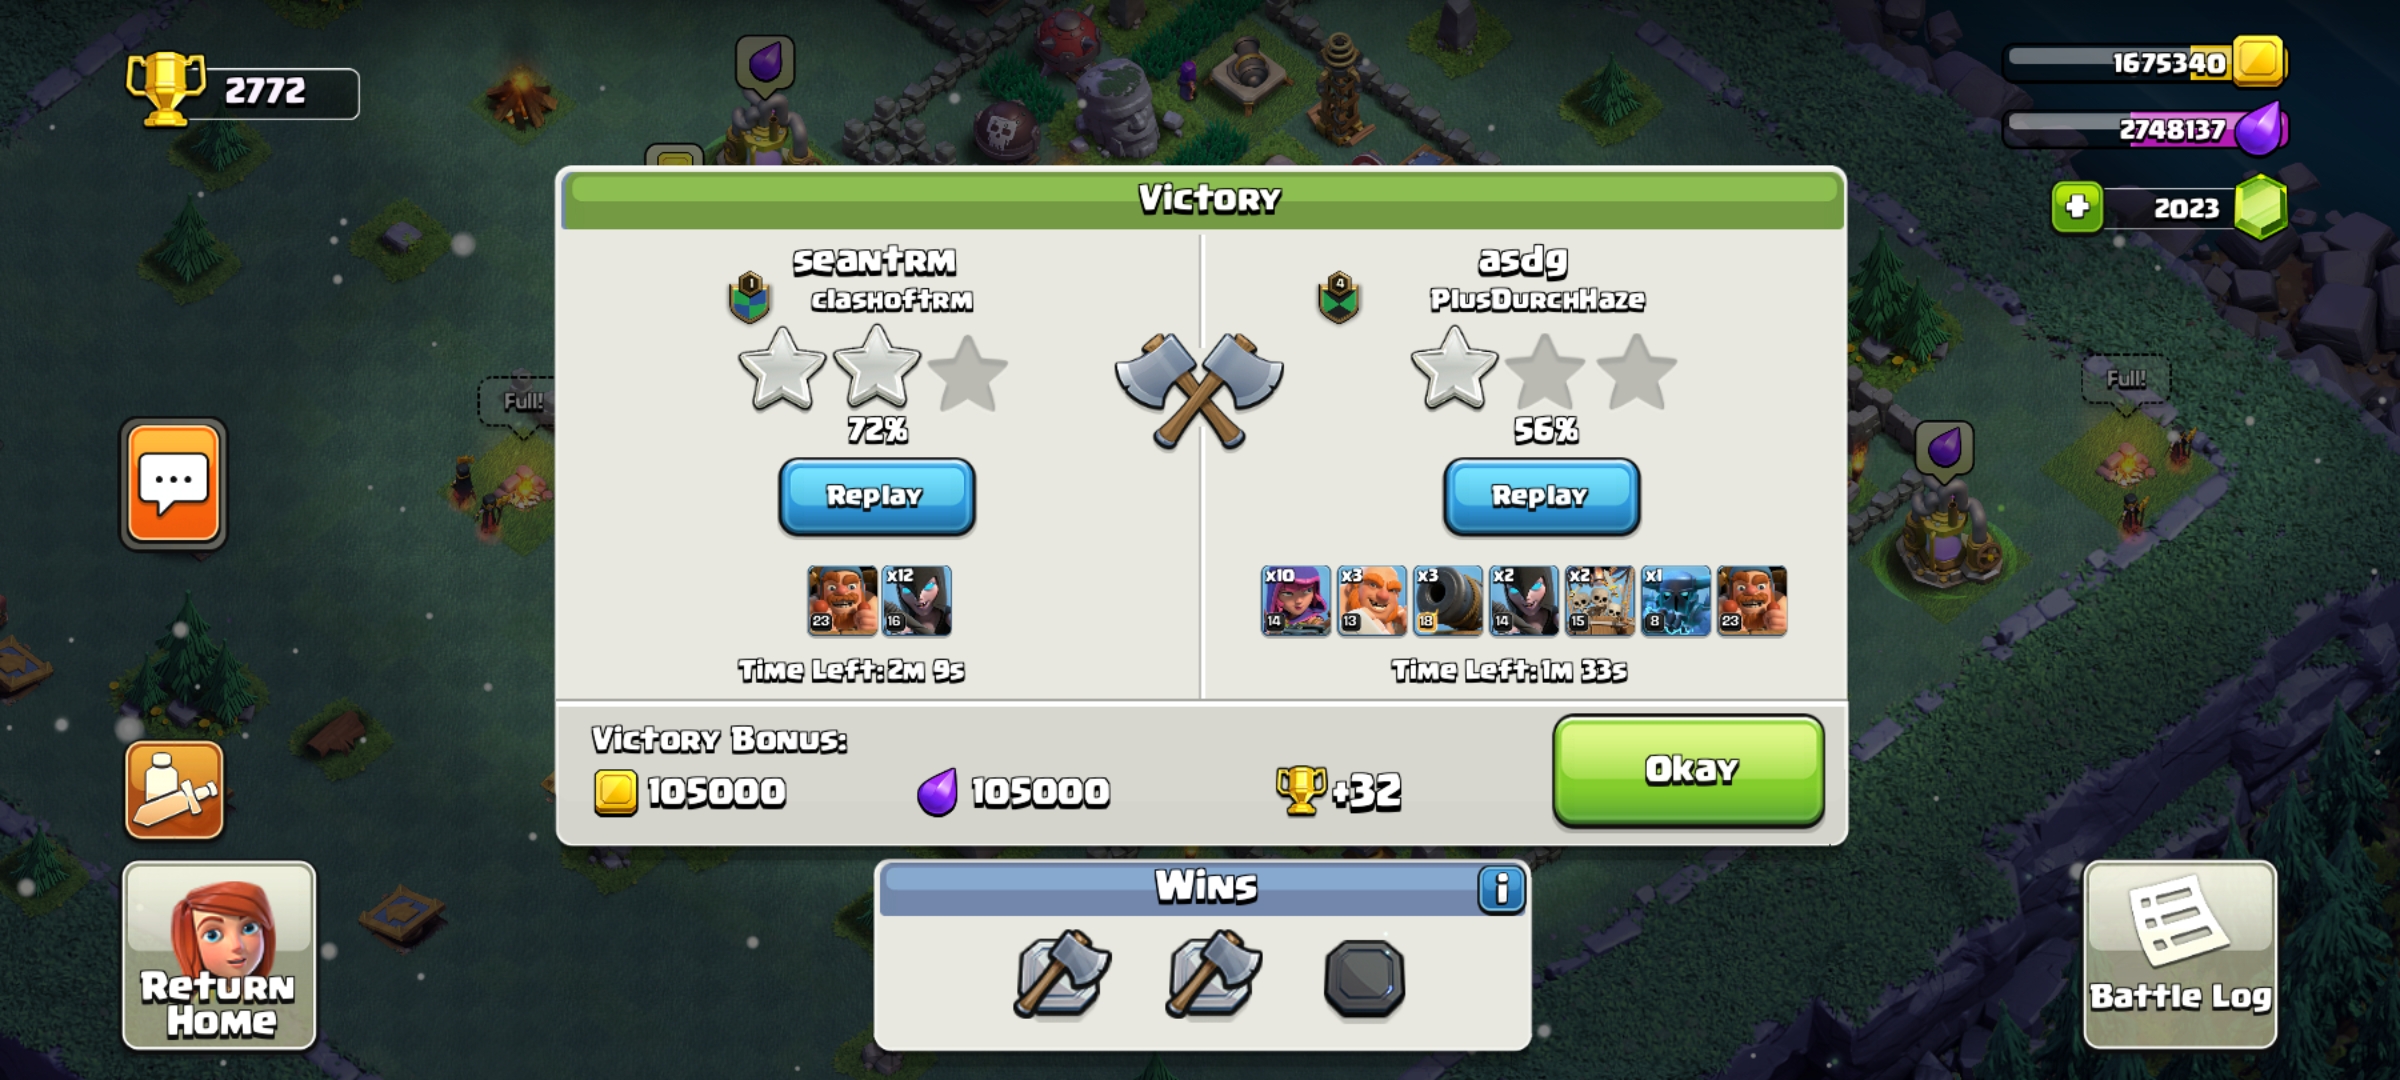 2772
1675340
2748137
2023
Victory
seantRM
clashoftRM
1
72%
Replay
23
x12
16
Time Left: 2m 9s
asdg
PlusDurchHaze
4
56%
Replay
x10
14
x3
13
x3
18
x2
14
x2
15
x1
8
23
Time Left: 1m 33s
Full!
Full!
Victory Bonus:
105000
105000
+32
Okay
Wins
i
Return
Home
Battle Log